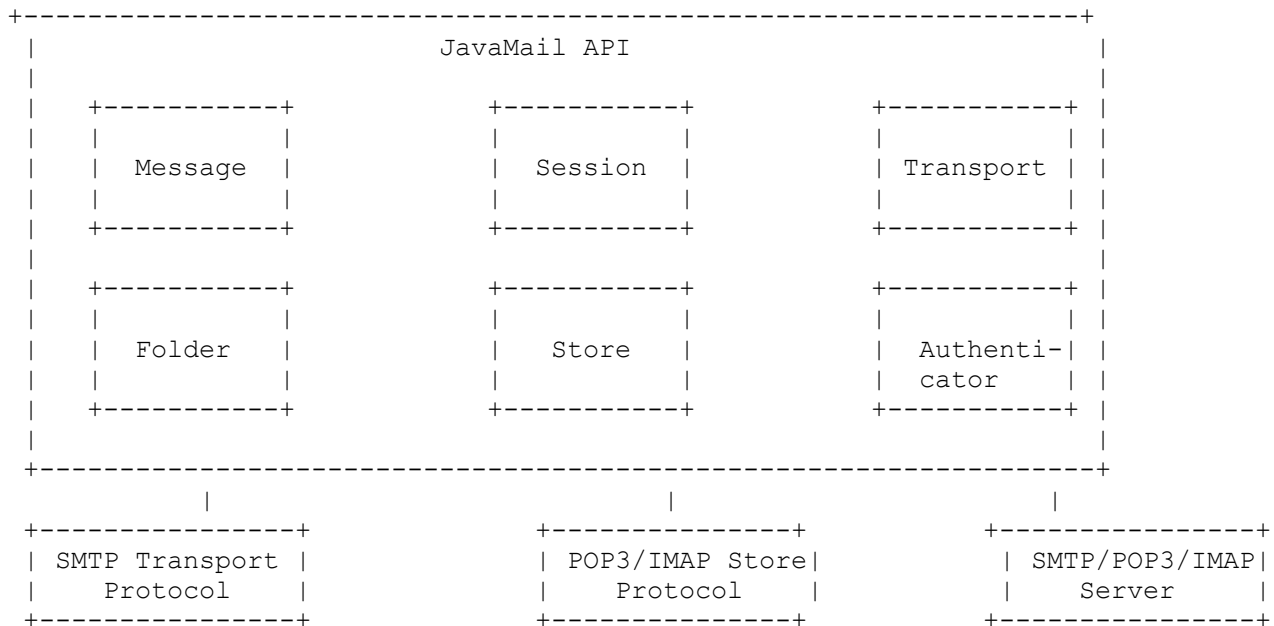 JavaMail API
Message Session Transport
Folder Store Authenti-
cator
SMTP Transport POP3/IMAP Store SMTP/POP3/IMAP
Protocol Protocol Server